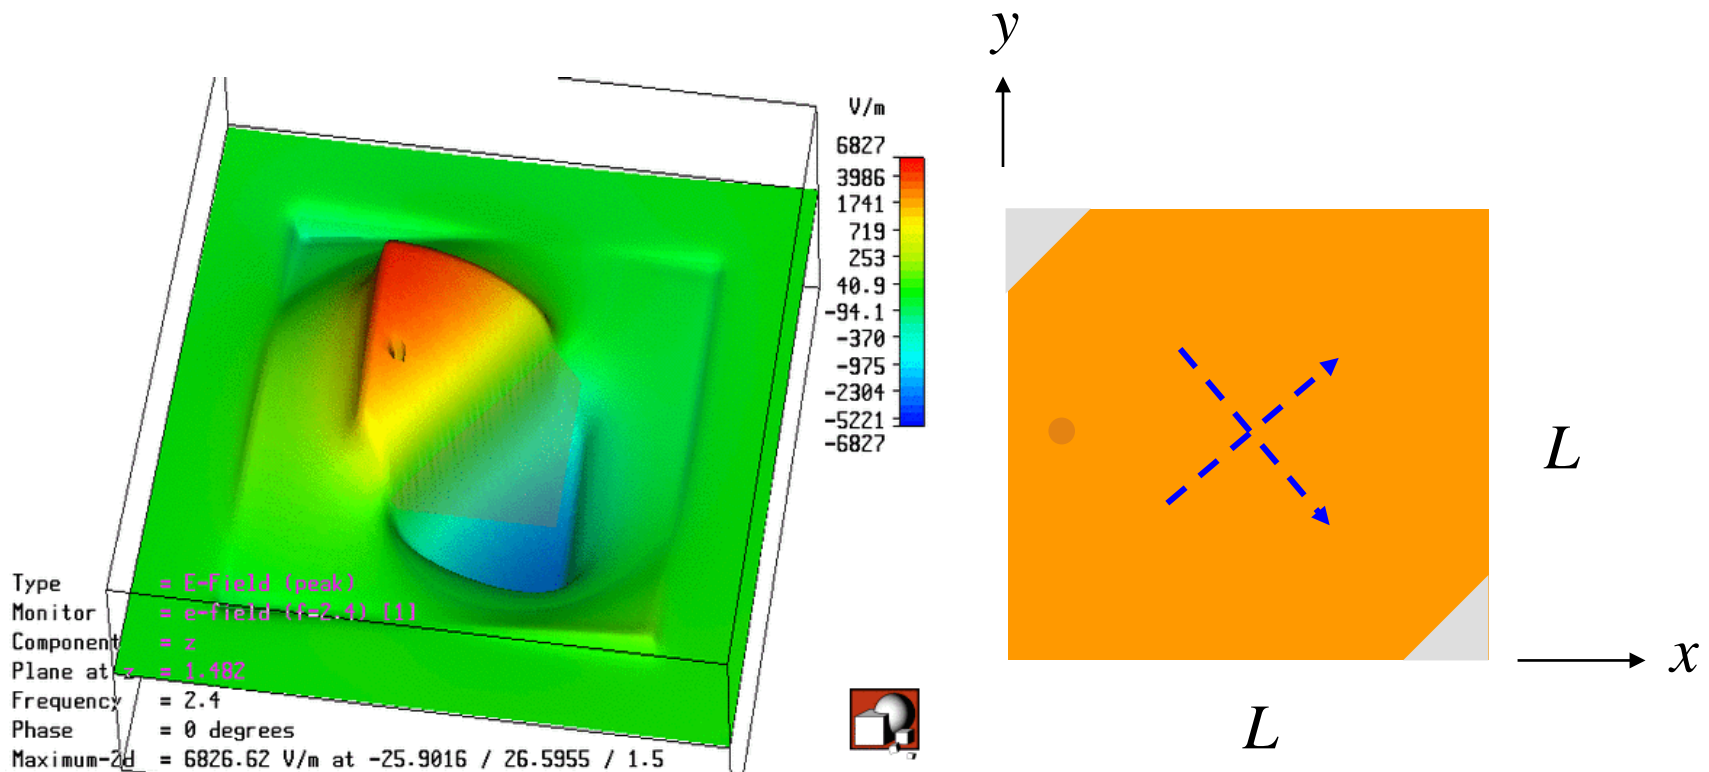 y
V/m
6827
3986
1741
719
253
40.9
-94.1
-370
-975
-2304
-5221
-6827
L
x
L
Type = E-Field (peak)
Monitor = e-field (f=2.4) [1]
Component = z
Plane at z = 1.482
Frequency = 2.4
Phase = 0 degrees
Maximum-2d = 6826.62 V/m at -25.9016 / 26.5955 / 1.5